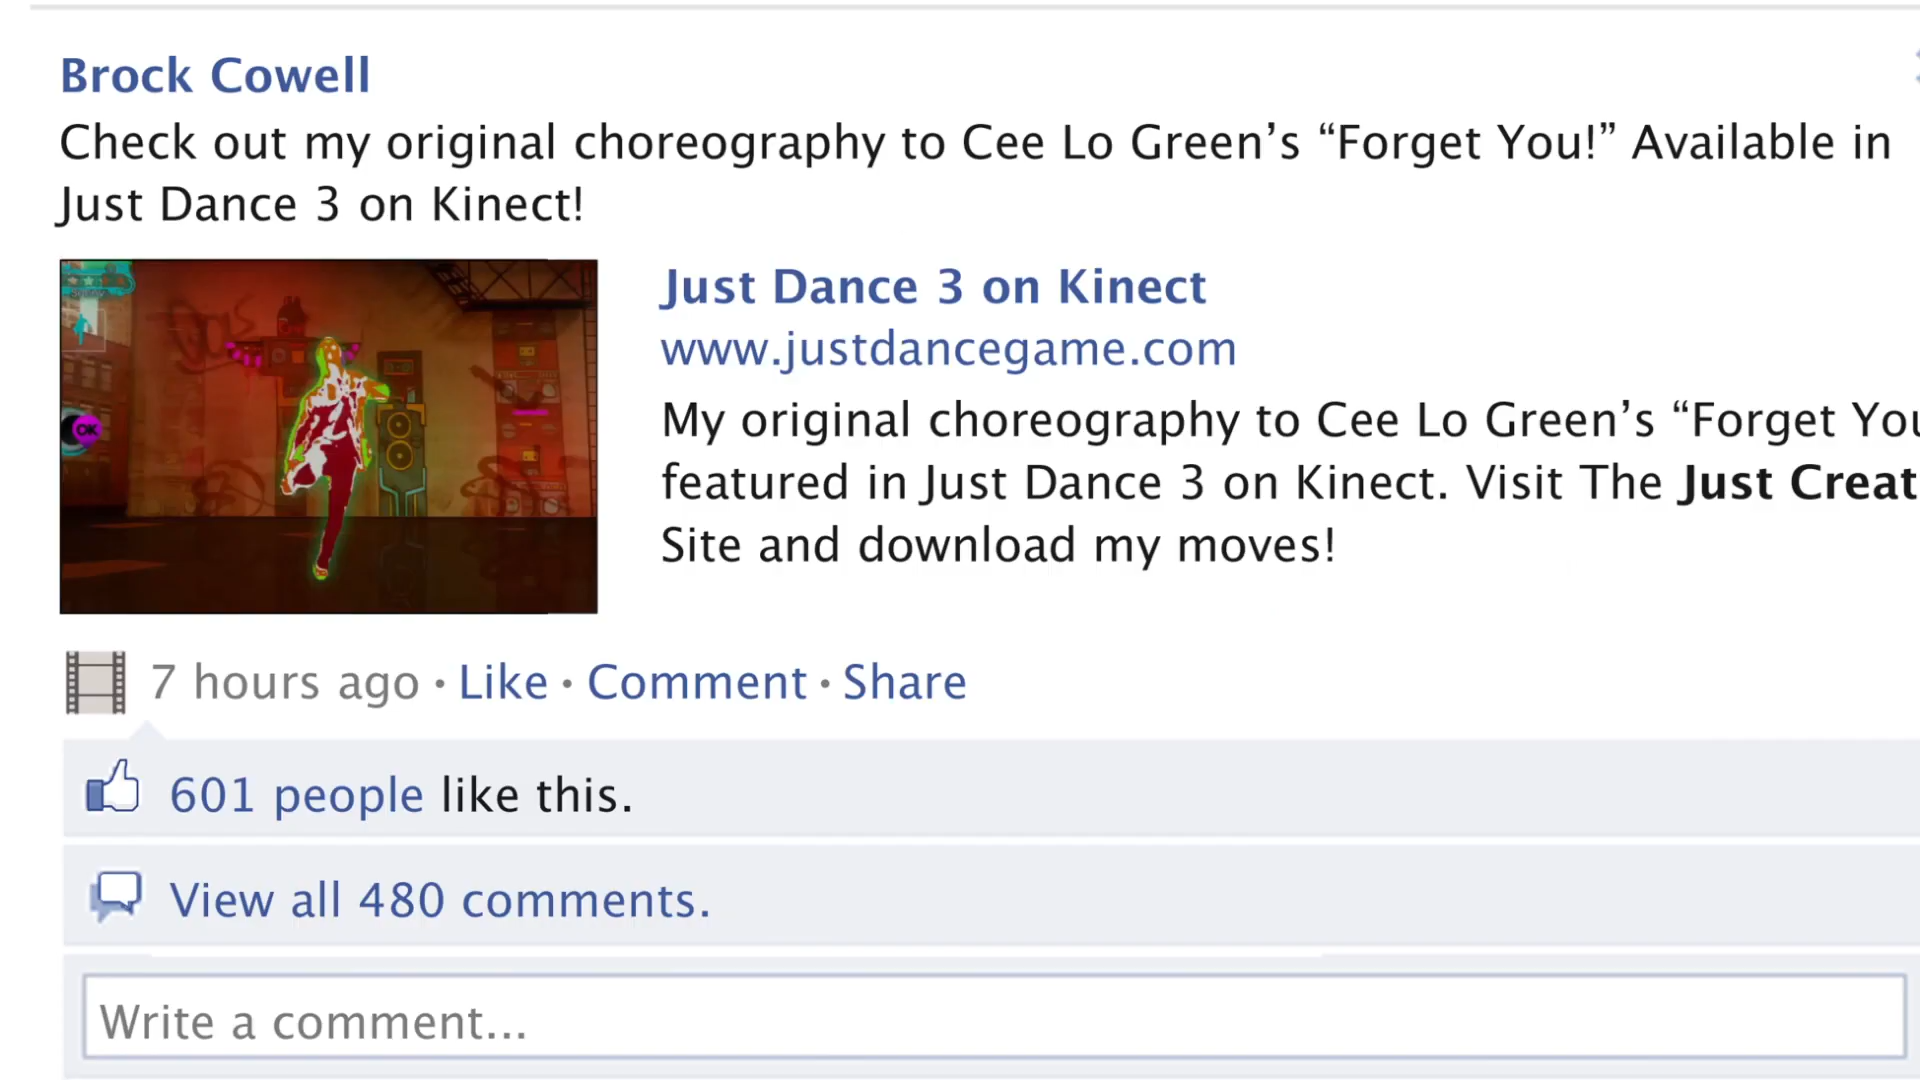 Brock Cowell
Check out my original choreography to Cee Lo Green’s “Forget You!” Available in
Just Dance 3 on Kinect!
OK
Just Dance 3 on Kinect
www.justdancegame.com
My original choreography to Cee Lo Green’s “Forget You
featured in Just Dance 3 on Kinect. Visit The Just Creat
Site and download my moves!
7 hours ago · Like · Comment · Share
601 people like this.
View all 480 comments.
Write a comment...